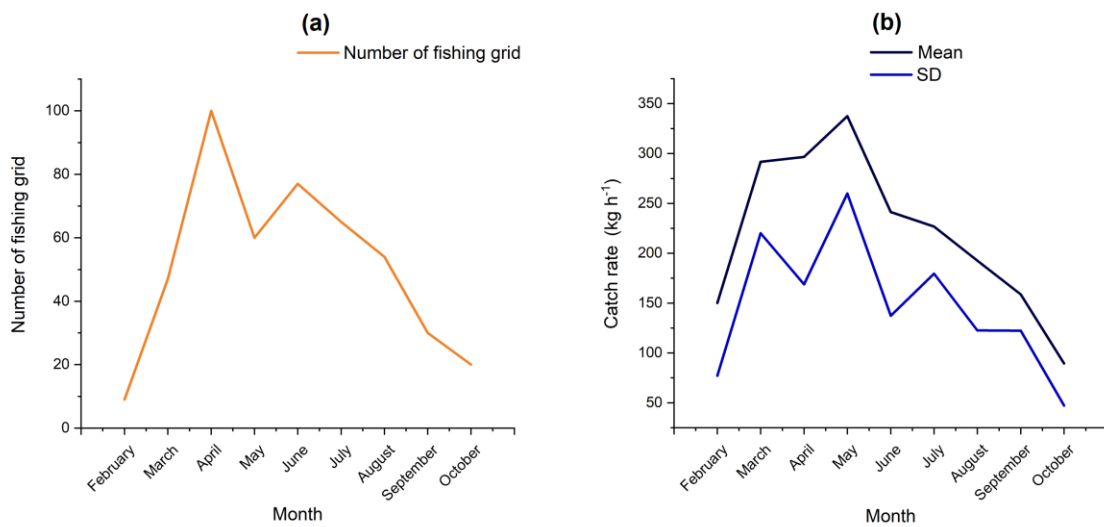 (a)
Number of fishing grid
Number of fishing grid
100
80
60
40
20
0
February
March
April
May
June
July
August
September
October
Month
(b)
Mean
SD
Catch rate (kg h⁻¹)
350
300
250
200
150
100
50
February
March
April
May
June
July
August
September
October
Month